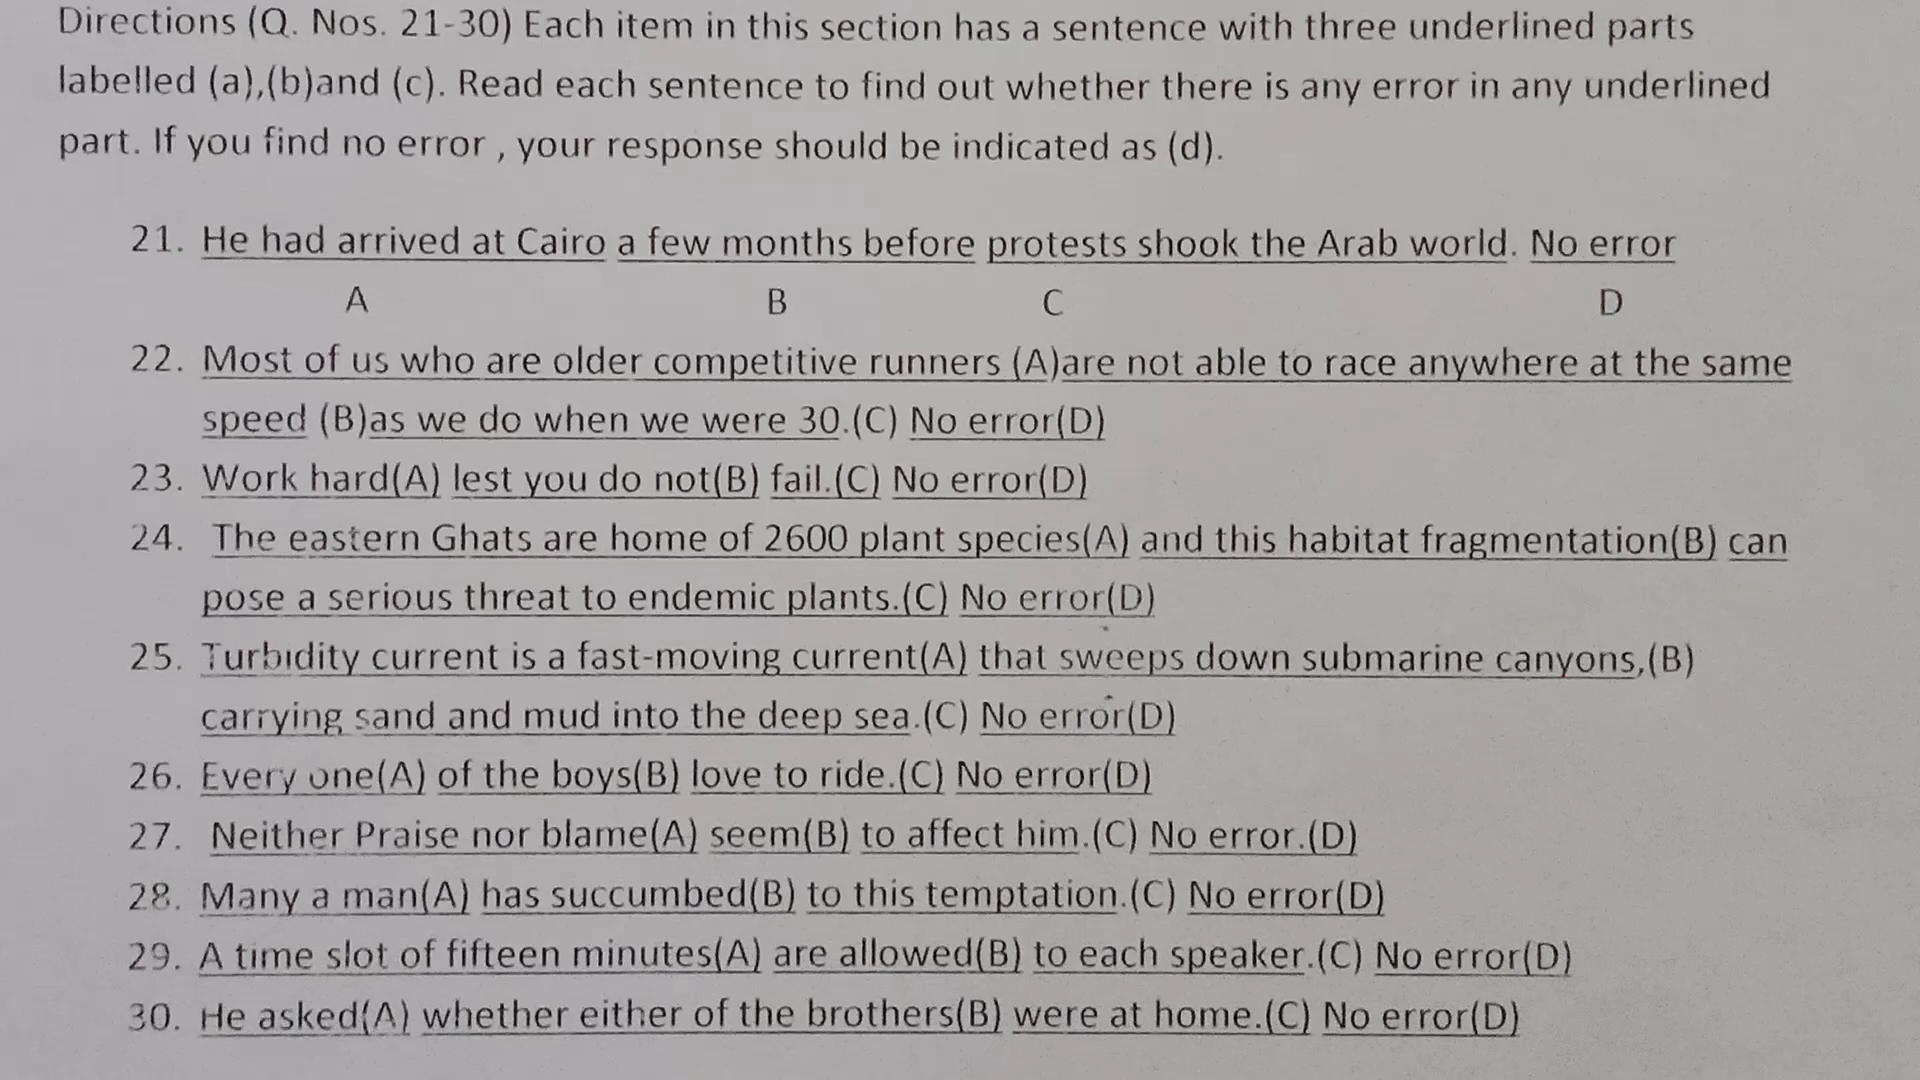 Directions (Q. Nos. 21-30) Each item in this section has a sentence with three underlined parts
labelled (a),(b)and (c). Read each sentence to find out whether there is any error in any underlined
part. If you find no error , your response should be indicated as (d).
21. He had arrived at Cairo a few months before protests shook the Arab world. No error
A B C D
22. Most of us who are older competitive runners (A)are not able to race anywhere at the same
speed (B)as we do when we were 30.(C) No error(D)
23. Work hard(A) lest you do not(B) fail.(C) No error(D)
24. The eastern Ghats are home of 2600 plant species(A) and this habitat fragmentation(B) can
pose a serious threat to endemic plants.(C) No error(D)
25. Turbidity current is a fast-moving current(A) that sweeps down submarine canyons,(B)
carrying sand and mud into the deep sea.(C) No error(D)
26. Every one(A) of the boys(B) love to ride.(C) No error(D)
27. Neither Praise nor blame(A) seem(B) to affect him.(C) No error.(D)
28. Many a man(A) has succumbed(B) to this temptation.(C) No error(D)
29. A time slot of fifteen minutes(A) are allowed(B) to each speaker.(C) No error(D)
30. He asked(A) whether either of the brothers(B) were at home.(C) No error(D)